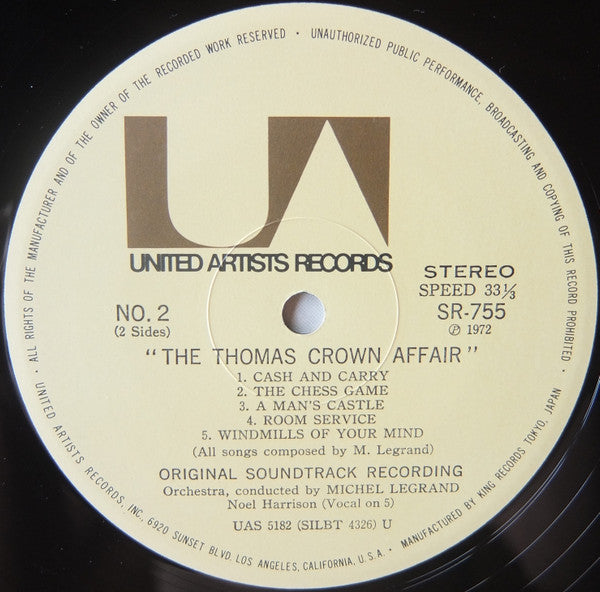 · ALL RIGHTS OF THE MANUFACTURER AND OF THE OWNER OF THE RECORDED WORK RESERVED · UNAUTHORIZED PUBLIC PERFORMANCE, BROADCASTING AND COPYING OF THIS RECORD PROHIBITED ·
UA
UNITED ARTISTS RECORDS
STEREO
SPEED 33⅓
NO. 2
(2 Sides)
SR-755
Ⓟ 1972
"THE THOMAS CROWN AFFAIR"
1. CASH AND CARRY
2. THE CHESS GAME
3. A MAN'S CASTLE
4. ROOM SERVICE
5. WINDMILLS OF YOUR MIND
(All songs composed by M. Legrand)
ORIGINAL SOUNDTRACK RECORDING
Orchestra, conducted by MICHEL LEGRAND
Noel Harrison (Vocal on 5)
UAS 5182 (SILBT 4326) U
UNITED ARTISTS RECORDS, INC, 6920 SUNSET BLVD. LOS ANGELES, CALIFORNIA, U.S.A. · MANUFACTURED BY KING RECORDS TOKYO, JAPAN